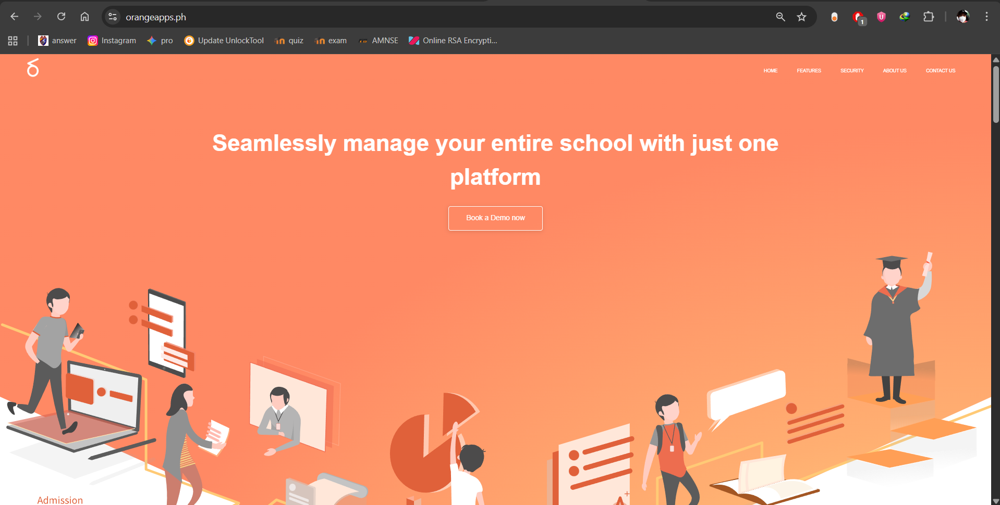 orangeapps.ph
1
answer
Instagram
pro
Update UnlockTool
quiz
exam
AMNSE
Online RSA Encrypti...
HOME
FEATURES
SECURITY
ABOUT US
CONTACT US
Seamlessly manage your entire school with just one
platform
Book a Demo now
Admission